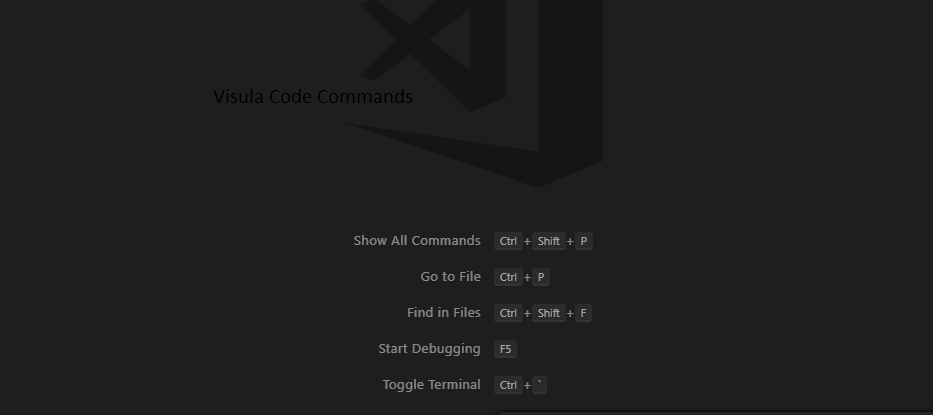 Visula Code Commands
Show All Commands Ctrl + Shift + P
Go to File Ctrl + P
Find in Files Ctrl + Shift + F
Start Debugging F5
Toggle Terminal Ctrl + `